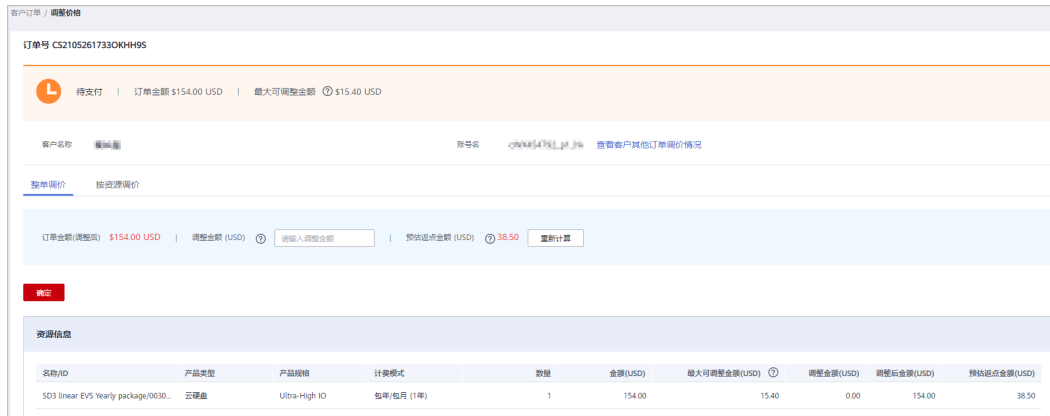 客户订单 / 调整价格
订单号 CS2105261733OKHH9S
待支付 | 订单金额 $154.00 USD | 最大可调整金额 ? $15.40 USD
客户名称 账号名 查看客户其他订单调价情况
整单调价 按资源调价
订单金额(调整后) $154.00 USD | 调整金额 (USD) ? 请输入调整金额 | 预估返点金额 (USD) ? 38.50 重新计算
确定
资源信息
名称/ID 产品类型 产品规格 计费模式 数量 金额(USD) 最大可调整金额(USD) ? 调整金额(USD) 调整后金额(USD) 预估返点金额(USD)
SD3 linear EVS Yearly package/0030... 云硬盘 Ultra-High IO 包年/包月 (1年) 1 154.00 15.40 0.00 154.00 38.50